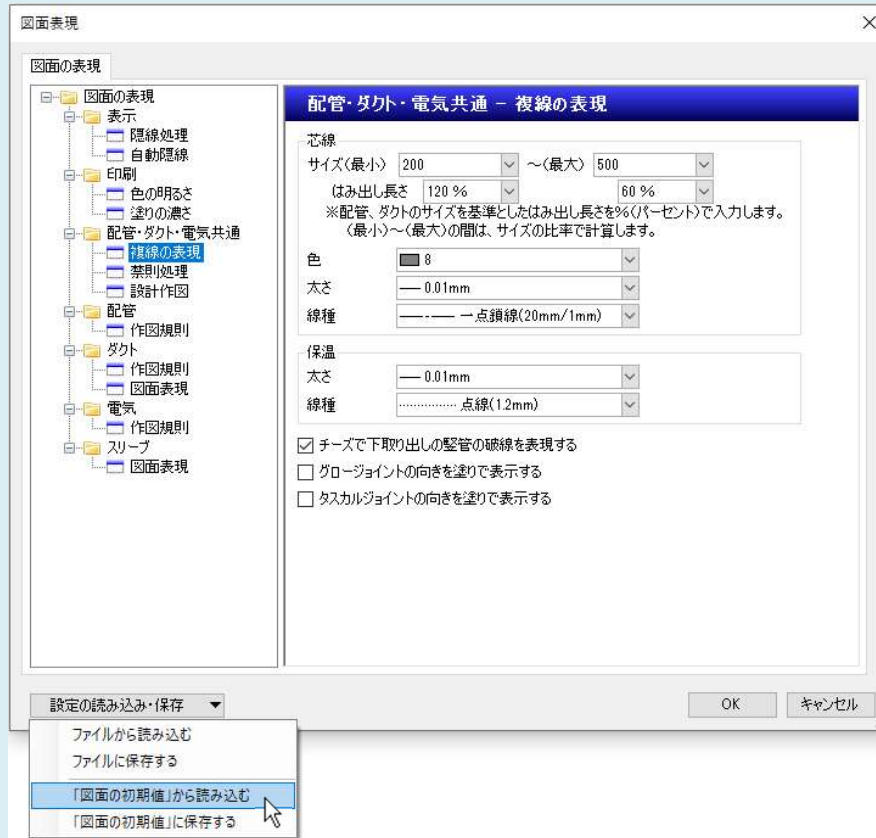 図面表現
図面の表現
図面の表現
表示
隠線処理
自動隠線
印刷
色の明るさ
塗りの濃さ
配管・ダクト・電気共通
複線の表現
禁則処理
設計作図
配管
作図規則
ダクト
作図規則
図面表現
電気
作図規則
スリーブ
図面表現
配管・ダクト・電気共通 － 複線の表現
芯線
サイズ(最小) 200 ～(最大) 500
はみ出し長さ 120 % 60 %
※配管、ダクトのサイズを基準としたはみ出し長さを%(パーセント)で入力します。
(最小)～(最大)の間は、サイズの比率で計算します。
色 8
太さ 0.01mm
線種 一点鎖線(20mm/1mm)
保温
太さ 0.01mm
線種 点線(1.2mm)
チーズで下取り出しの竪管の破線を表現する
グロージョイントの向きを塗りで表示する
タスカルジョイントの向きを塗りで表示する
設定の読み込み・保存
OK キャンセル
ファイルから読み込む
ファイルに保存する
「図面の初期値」から読み込む
「図面の初期値」に保存する